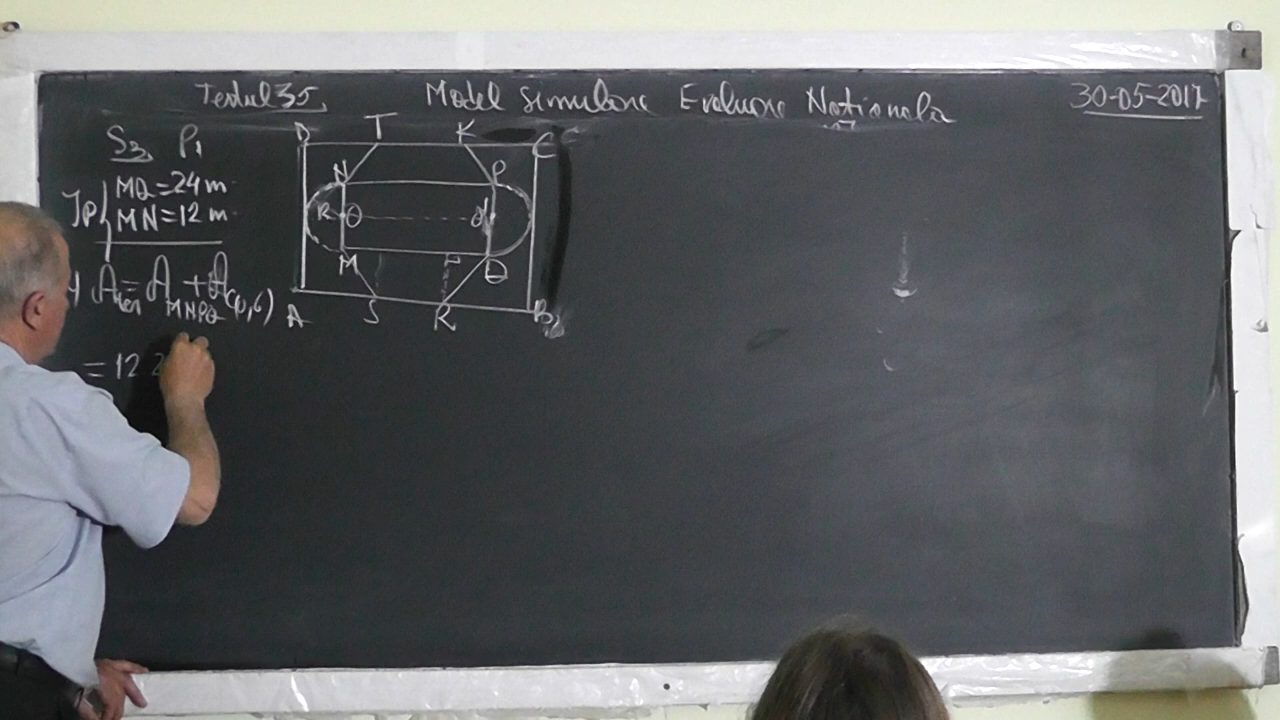 Testul 35, Model Simulare Evaluare Nationala 30-05-2017
S3, P1
D T K C
Ip MQ=24 m
MN=12 m
N P
R O O'
M F Q
A S R B
A = A MNPQ + A (O, 6)
= 12 2